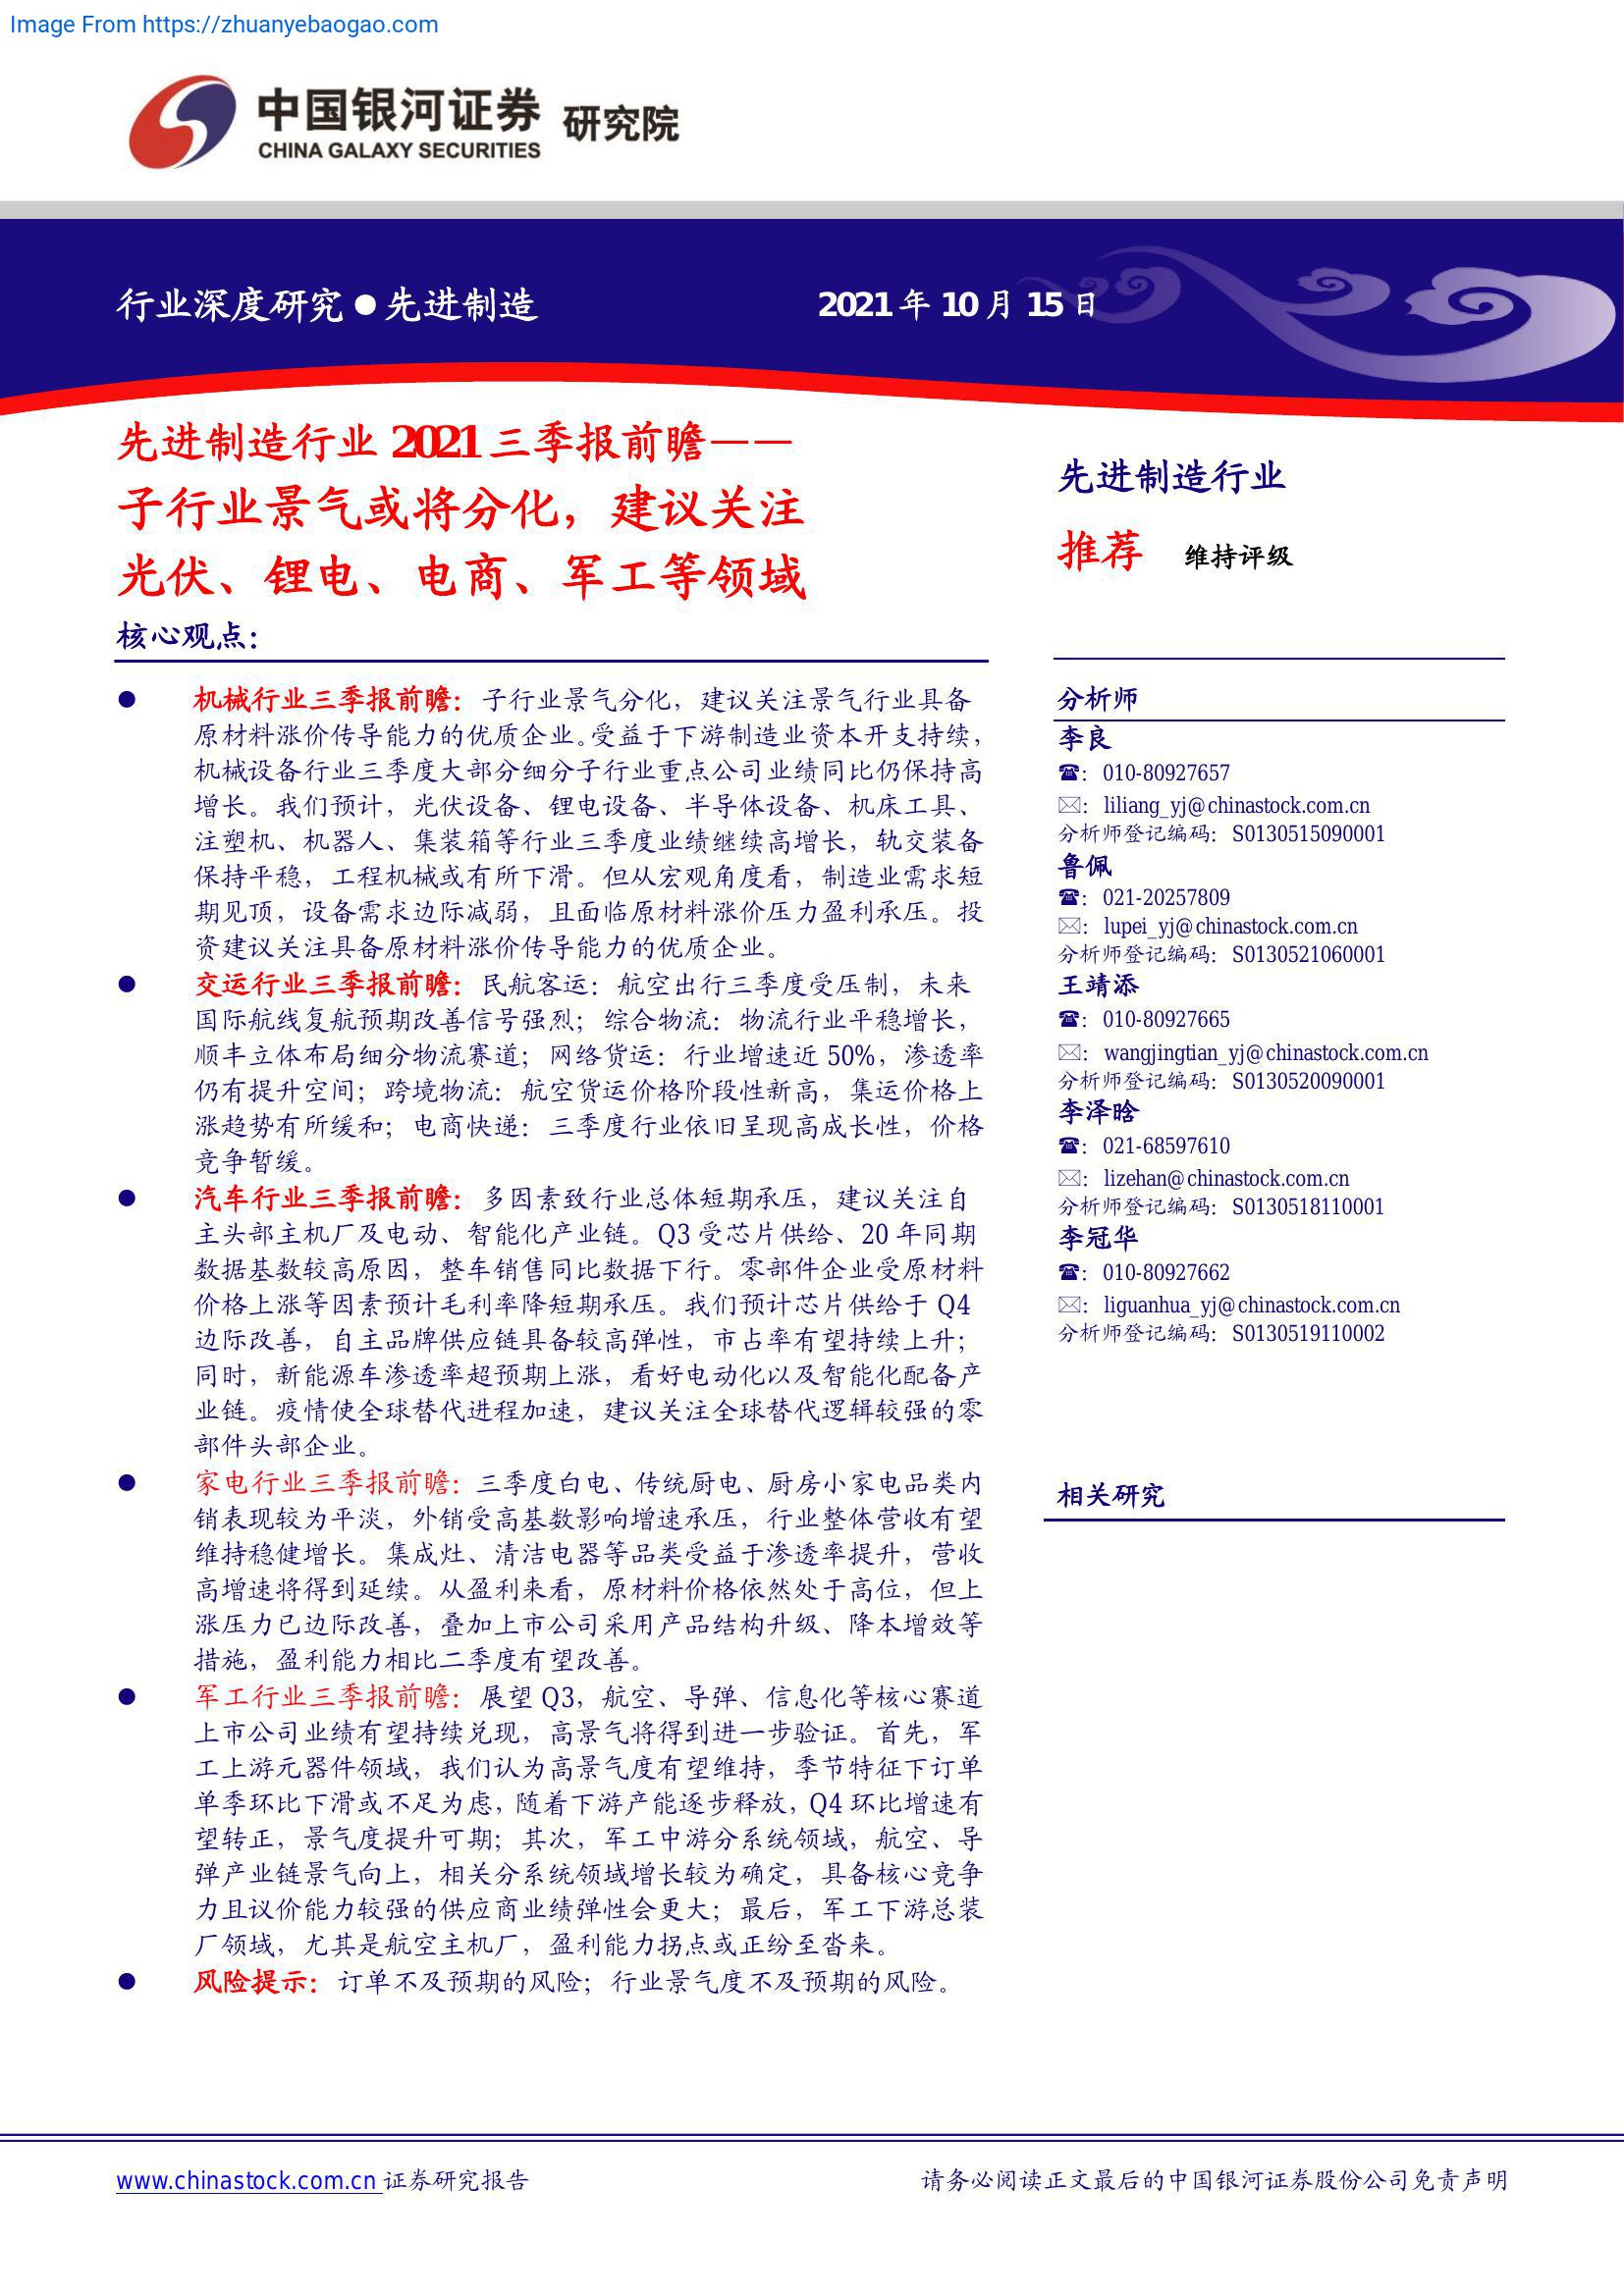 Image From https://zhuanyebaogao.com
中国银河证券 研究院
CHINA GALAXY SECURITIES
行业深度研究●先进制造
2021 年 10 月 15 日
先进制造行业 2021 三季报前瞻——
子行业景气或将分化，建议关注
光伏、锂电、电商、军工等领域
核心观点：
● 机械行业三季报前瞻：子行业景气分化，建议关注景气行业具备
原材料涨价传导能力的优质企业。受益于下游制造业资本开支持续，
机械设备行业三季度大部分细分子行业重点公司业绩同比仍保持高
增长。我们预计，光伏设备、锂电设备、半导体设备、机床工具、
注塑机、机器人、集装箱等行业三季度业绩继续高增长，轨交装备
保持平稳，工程机械或有所下滑。但从宏观角度看，制造业需求短
期见顶，设备需求边际减弱，且面临原材料涨价压力盈利承压。投
资建议关注具备原材料涨价传导能力的优质企业。
● 交运行业三季报前瞻：民航客运：航空出行三季度受压制，未来
国际航线复航预期改善信号强烈；综合物流：物流行业平稳增长，
顺丰立体布局细分物流赛道；网络货运：行业增速近 50%，渗透率
仍有提升空间；跨境物流：航空货运价格阶段性新高，集运价格上
涨趋势有所缓和；电商快递：三季度行业依旧呈现高成长性，价格
竞争暂缓。
● 汽车行业三季报前瞻：多因素致行业总体短期承压，建议关注自
主头部主机厂及电动、智能化产业链。Q3 受芯片供给、20 年同期
数据基数较高原因，整车销售同比数据下行。零部件企业受原材料
价格上涨等因素预计毛利率降短期承压。我们预计芯片供给于 Q4
边际改善，自主品牌供应链具备较高弹性，市占率有望持续上升；
同时，新能源车渗透率超预期上涨，看好电动化以及智能化配备产
业链。疫情使全球替代进程加速，建议关注全球替代逻辑较强的零
部件头部企业。
● 家电行业三季报前瞻：三季度白电、传统厨电、厨房小家电品类内
销表现较为平淡，外销受高基数影响增速承压，行业整体营收有望
维持稳健增长。集成灶、清洁电器等品类受益于渗透率提升，营收
高增速将得到延续。从盈利来看，原材料价格依然处于高位，但上
涨压力已边际改善，叠加上市公司采用产品结构升级、降本增效等
措施，盈利能力相比二季度有望改善。
● 军工行业三季报前瞻：展望 Q3，航空、导弹、信息化等核心赛道
上市公司业绩有望持续兑现，高景气将得到进一步验证。首先，军
工上游元器件领域，我们认为高景气度有望维持，季节特征下订单
单季环比下滑或不足为虑，随着下游产能逐步释放，Q4 环比增速有
望转正，景气度提升可期；其次，军工中游分系统领域，航空、导
弹产业链景气向上，相关分系统领域增长较为确定，具备核心竞争
力且议价能力较强的供应商业绩弹性会更大；最后，军工下游总装
厂领域，尤其是航空主机厂，盈利能力拐点或正纷至沓来。
● 风险提示：订单不及预期的风险；行业景气度不及预期的风险。
先进制造行业
推荐 维持评级
分析师
李良
☎：010-80927657
✉：liliang_yj@chinastock.com.cn
分析师登记编码：S0130515090001
鲁佩
☎：021-20257809
✉：lupei_yj@chinastock.com.cn
分析师登记编码：S0130521060001
王靖添
☎：010-80927665
✉：wangjingtian_yj@chinastock.com.cn
分析师登记编码：S0130520090001
李泽晗
☎：021-68597610
✉：lizehan@chinastock.com.cn
分析师登记编码：S0130518110001
李冠华
☎：010-80927662
✉：liguanhua_yj@chinastock.com.cn
分析师登记编码：S0130519110002
相关研究
www.chinastock.com.cn 证券研究报告
请务必阅读正文最后的中国银河证券股份公司免责声明